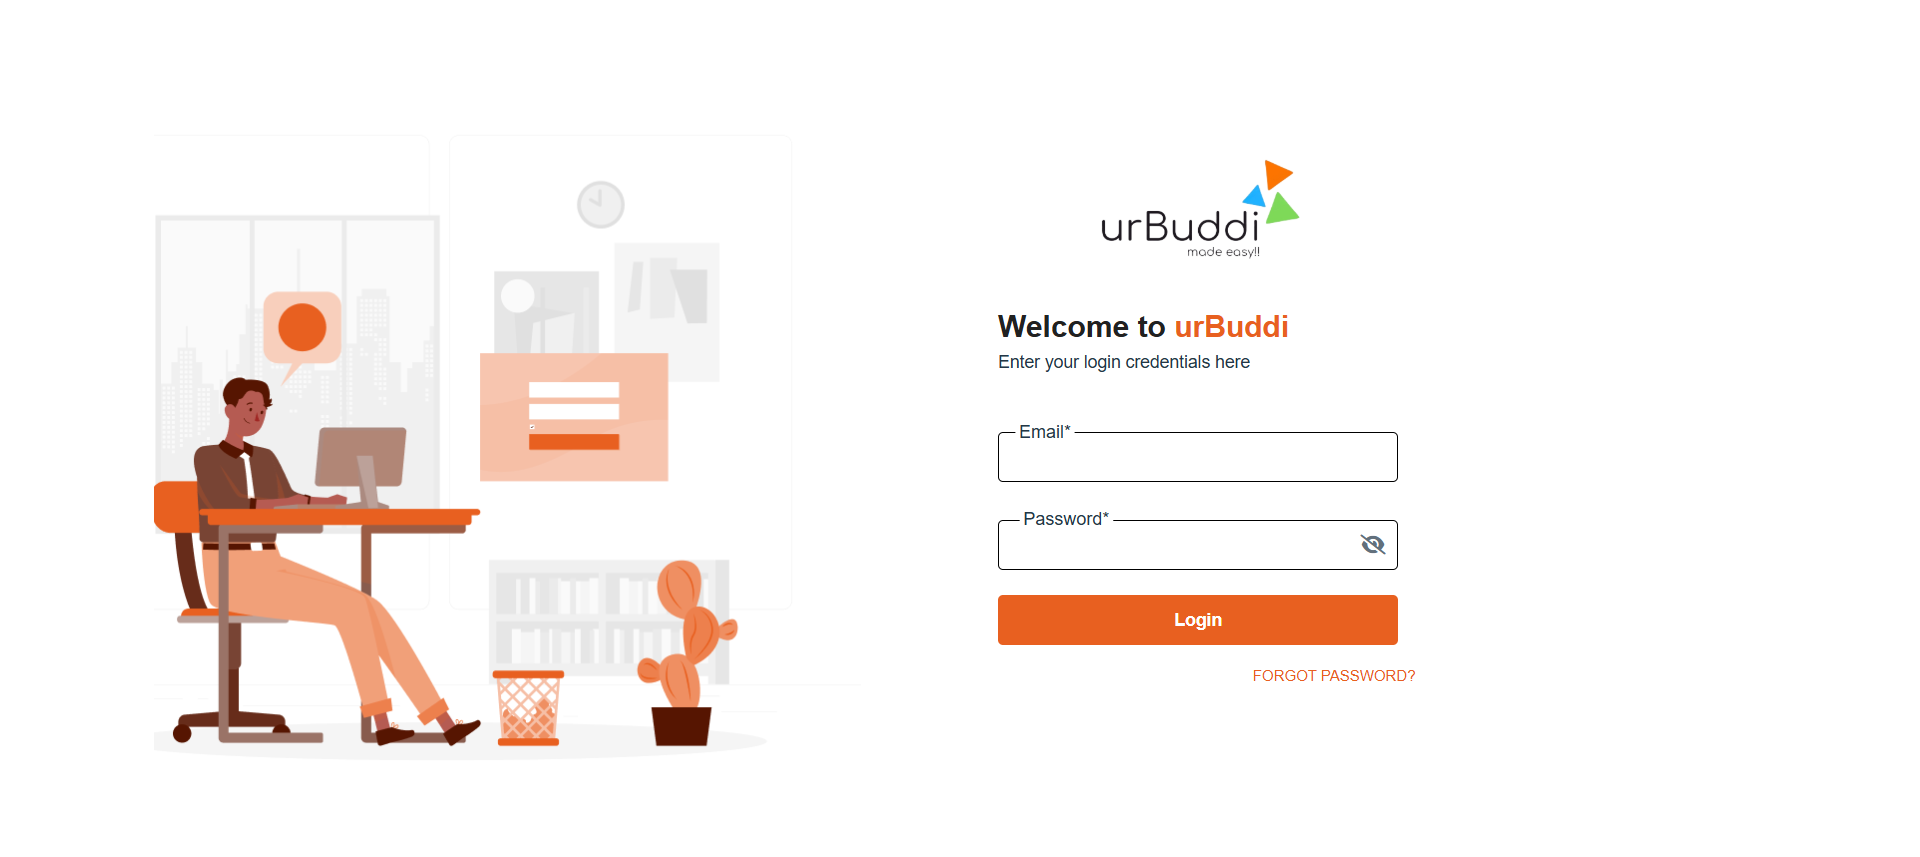 urBuddi
made easy!!
Welcome to urBuddi
Enter your login credentials here
Email*
Password*
Login
FORGOT PASSWORD?